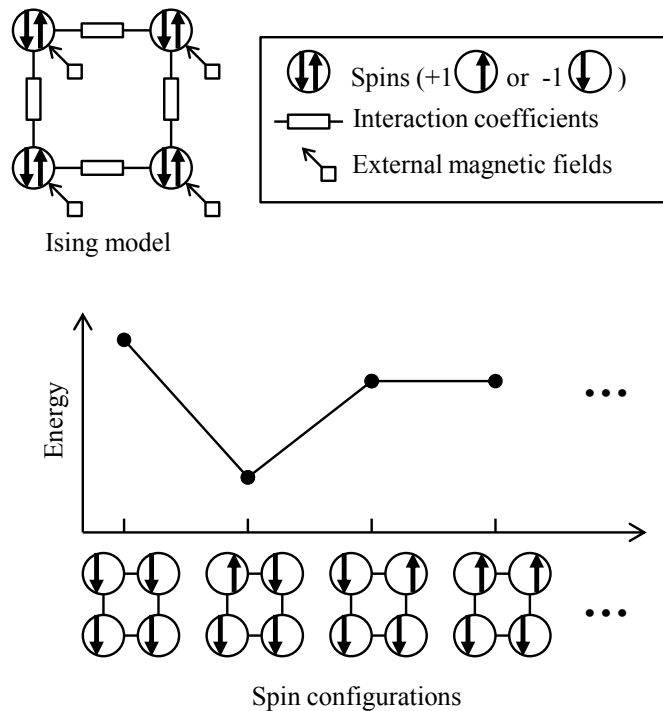 Spins (+1 or -1 )
Interaction coefficients
External magnetic fields
Ising model
Energy
Spin configurations